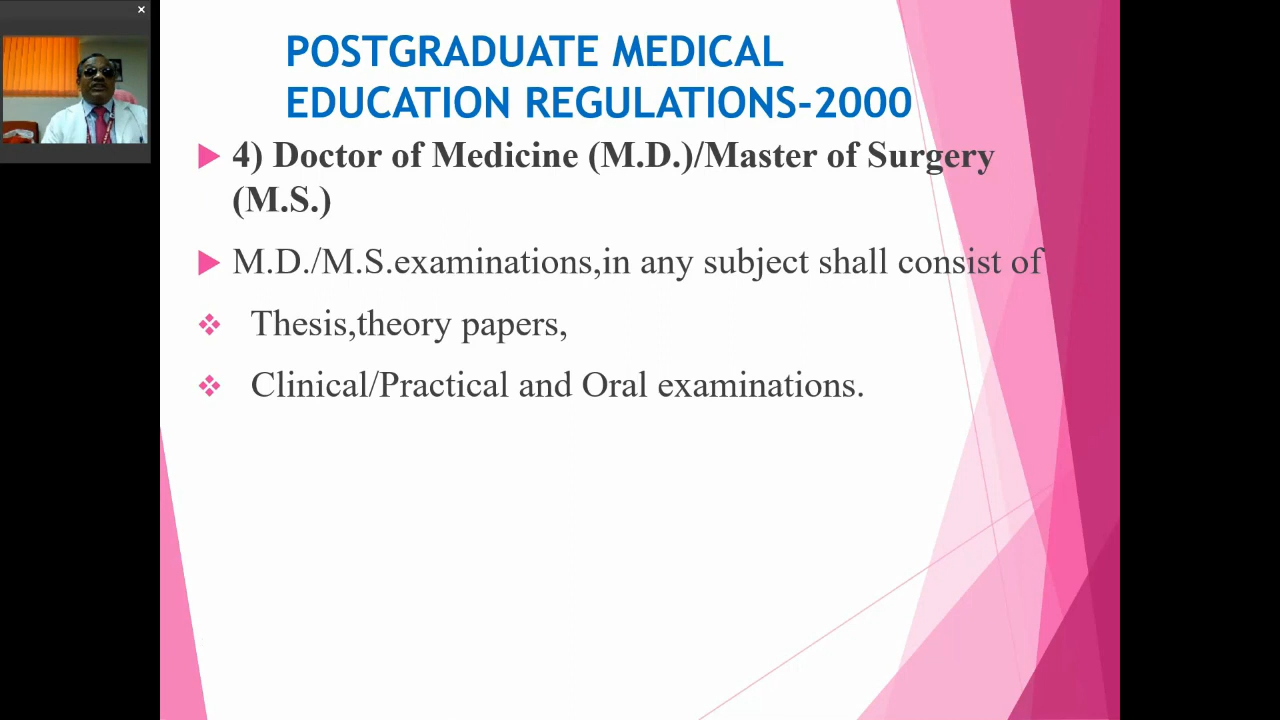 POSTGRADUATE MEDICAL
EDUCATION REGULATIONS-2000
4) Doctor of Medicine (M.D.)/Master of Surgery
(M.S.)
M.D./M.S.examinations,in any subject shall consist of
Thesis,theory papers,
Clinical/Practical and Oral examinations.